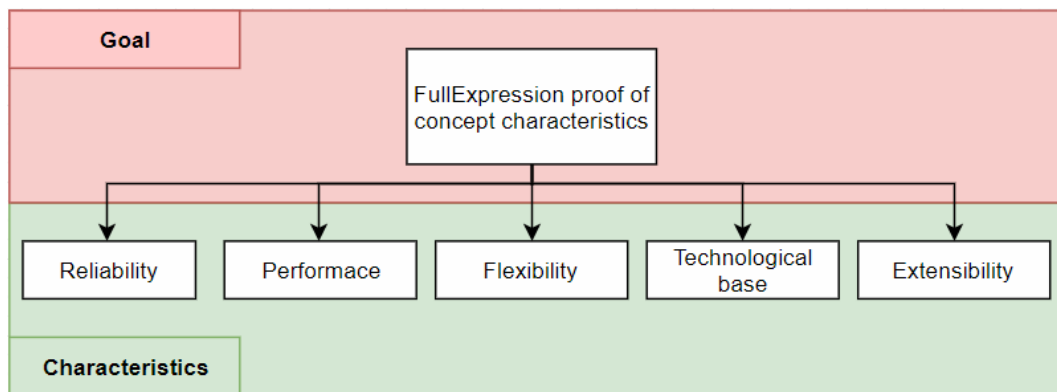 Goal
FullExpression proof of
concept characteristics
Reliability
Performace
Flexibility
Technological
base
Extensibility
Characteristics